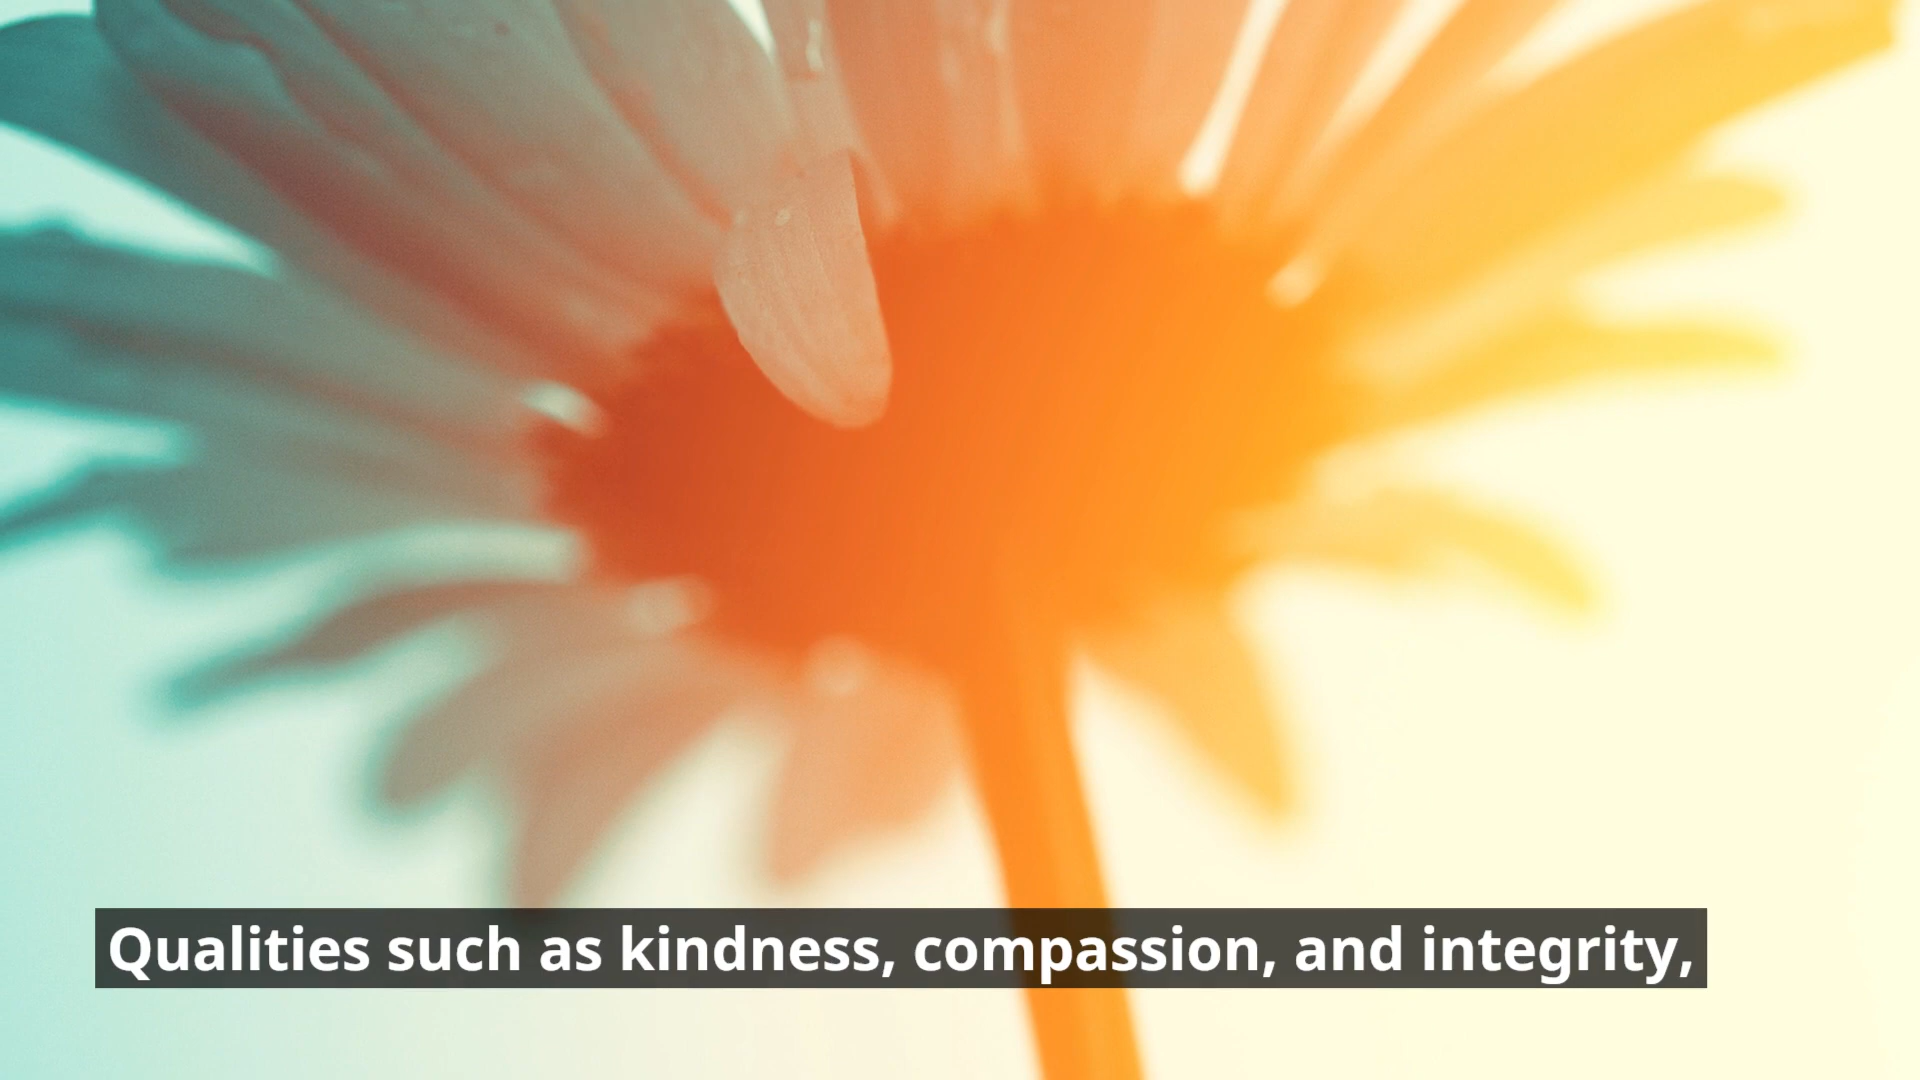 Qualities such as kindness, compassion, and integrity,